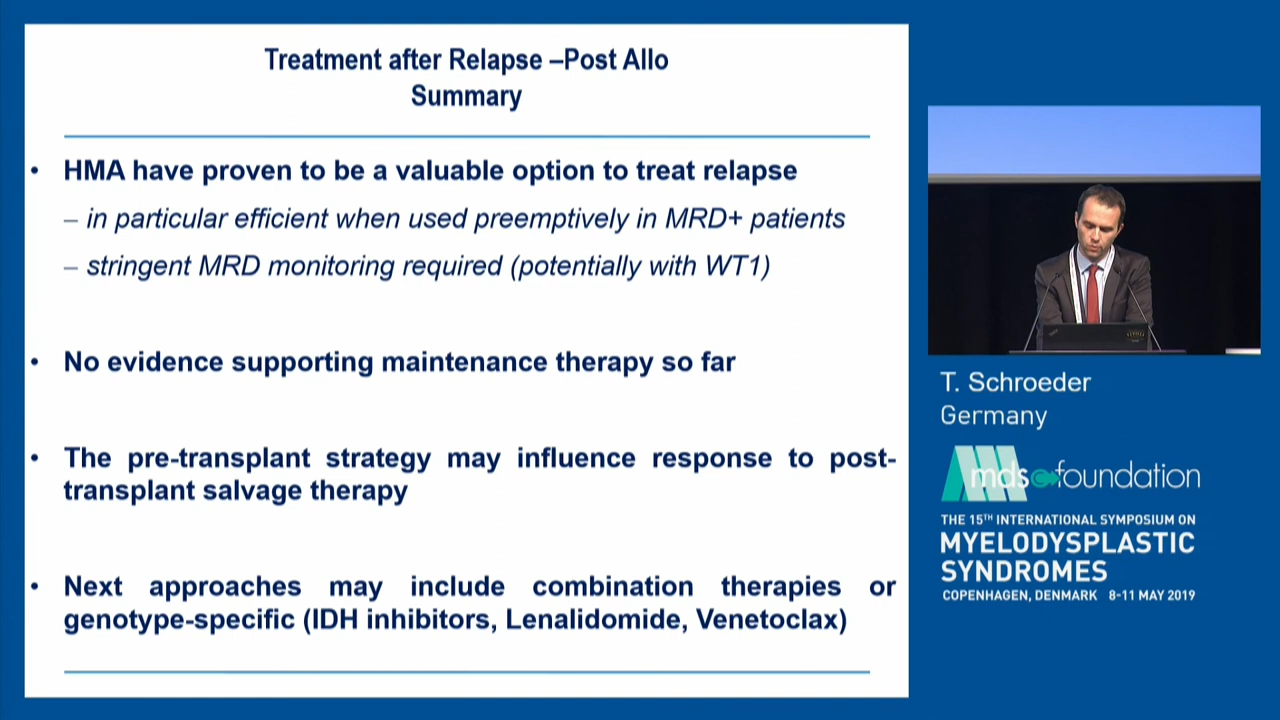 Treatment after Relapse –Post Allo
Summary
• HMA have proven to be a valuable option to treat relapse
– in particular efficient when used preemptively in MRD+ patients
– stringent MRD monitoring required (potentially with WT1)
• No evidence supporting maintenance therapy so far
• The pre-transplant strategy may influence response to post-
transplant salvage therapy
• Next approaches may include combination therapies or
genotype-specific (IDH inhibitors, Lenalidomide, Venetoclax)
T. Schroeder
Germany
mds foundation
THE 15TH INTERNATIONAL SYMPOSIUM ON
MYELODYSPLASTIC
SYNDROMES
COPENHAGEN, DENMARK 8-11 MAY 2019